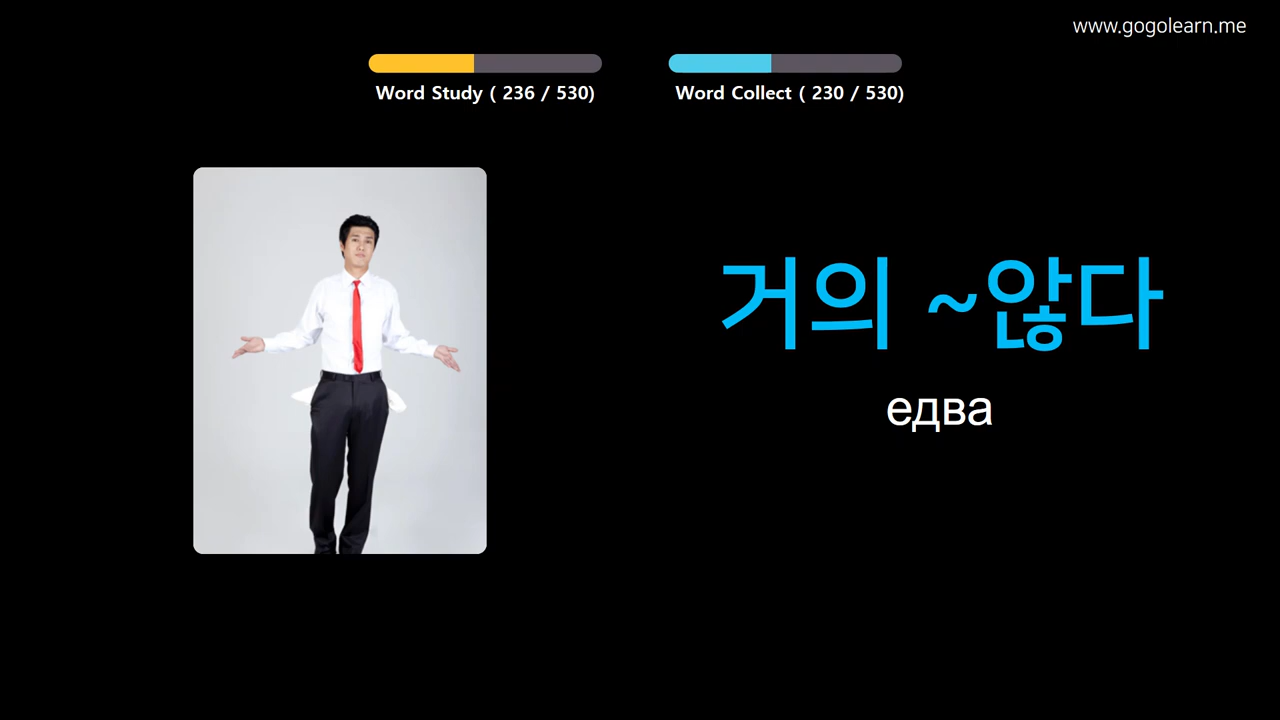 www.gogolearn.me
Word Study ( 236 / 530)
Word Collect ( 230 / 530)
거의 ~않다
едва